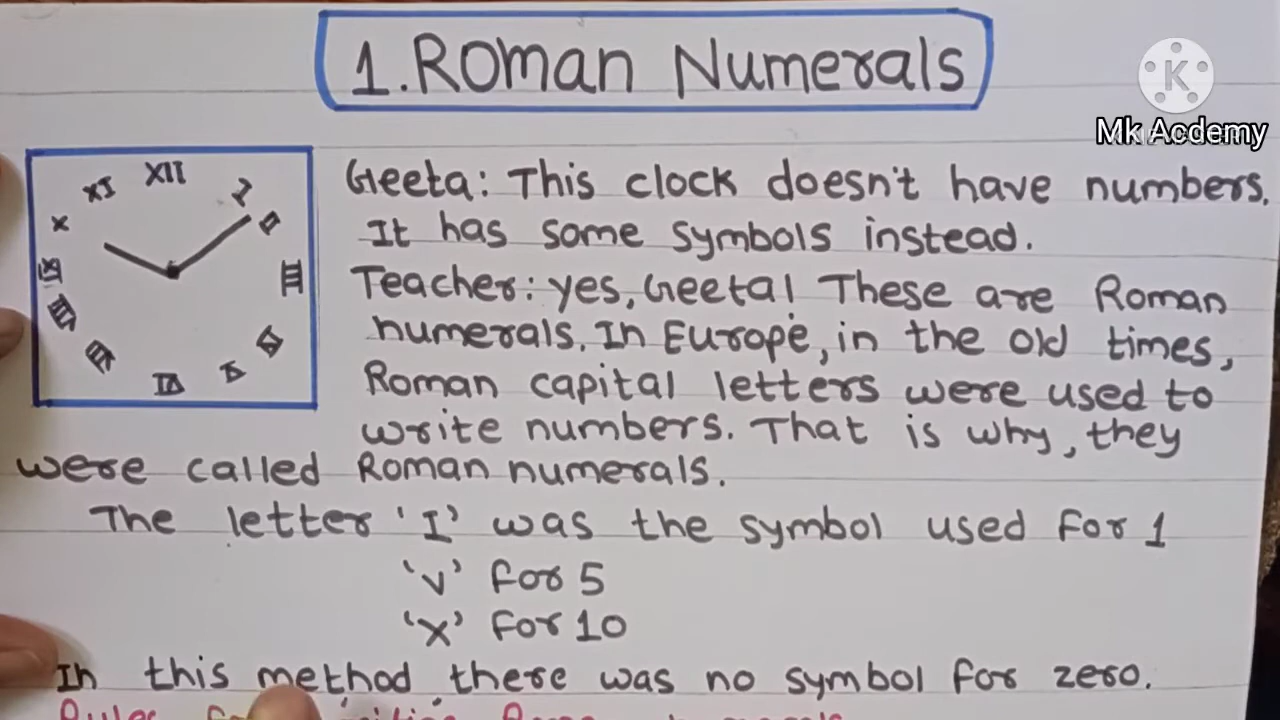 1. Roman Numerals
K
Mk Acdemy
XII
XI
X
Geeta: This clock doesn't have numbers.
It has some symbols instead.
Teacher: yes, Geeta! These are Roman
numerals. In Europe, in the old times,
Roman capital letters were used to
write numbers. That is why, they
were called Roman numerals.
The letter 'I' was the symbol used for 1
'V' for 5
'X' for 10
In this method there was no symbol for zero.